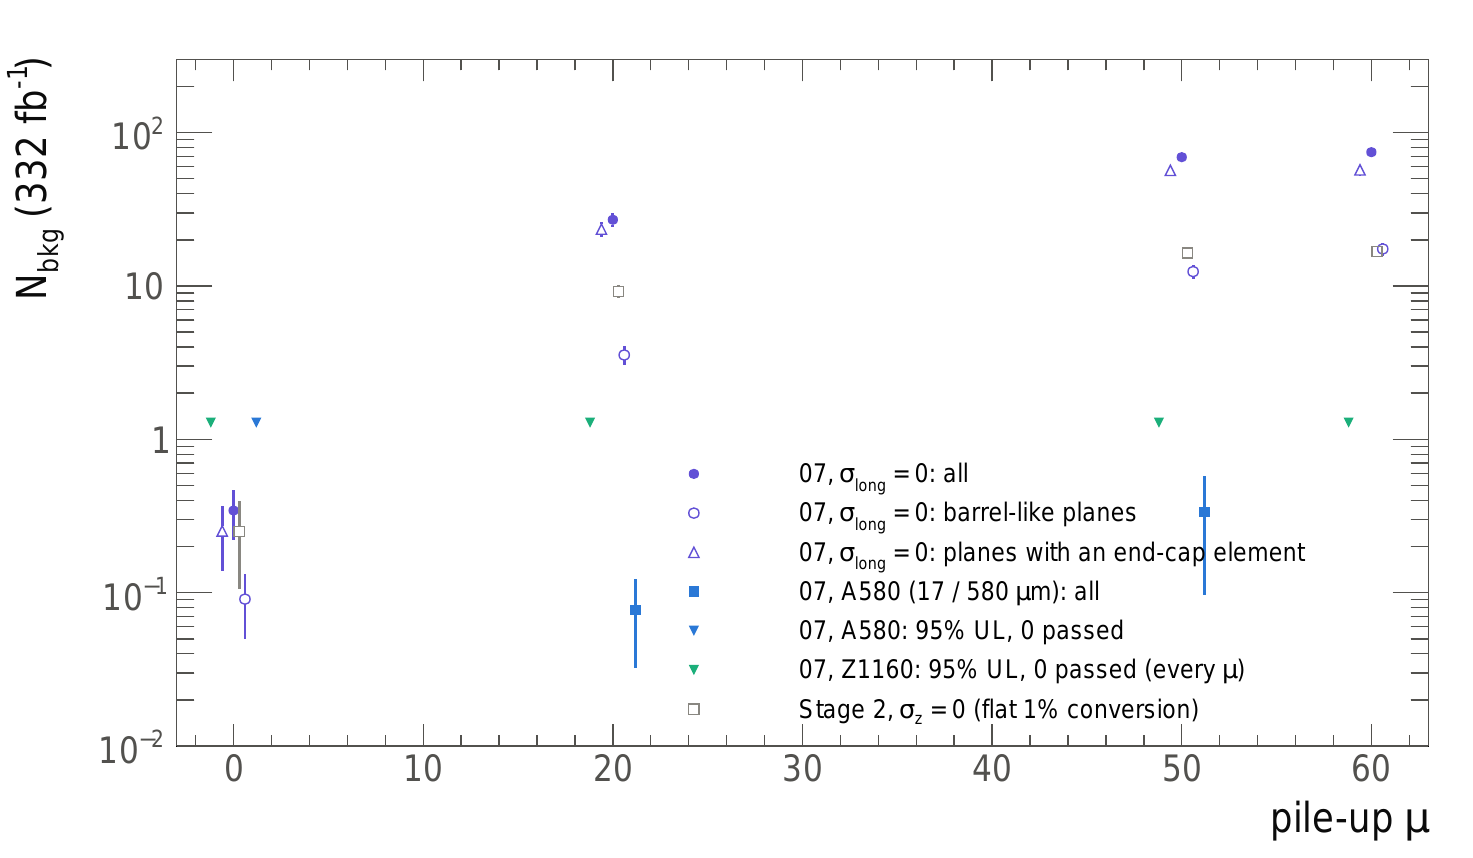 N_bkg (332 fb^-1)
10^2
10
1
10^−1
10^−2
07, σ_long = 0: all
07, σ_long = 0: barrel-like planes
07, σ_long = 0: planes with an end-cap element
07, A580 (17 / 580 μm): all
07, A580: 95% UL, 0 passed
07, Z1160: 95% UL, 0 passed (every μ)
Stage 2, σ_z = 0 (flat 1% conversion)
0 10 20 30 40 50 60
pile-up μ